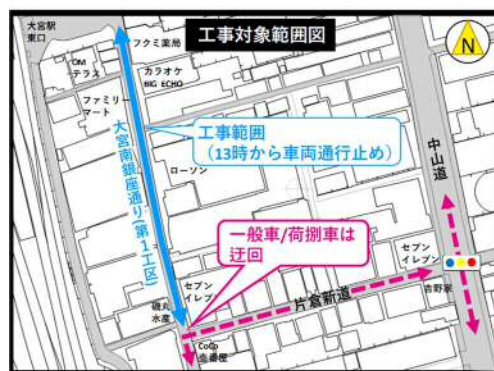 大宮駅
東口
フクミ薬局
工事対象範囲図
N
OM
テラス
カラオケ
BIG ECHO
ファミリー
マート
大宮南銀座通り(第1工区)
工事範囲
(13時から車両通行止め)
ローソン
中山道
一般車/荷捌車は
迂回
セブン
イレブン
セブン
イレブ
磯丸
水産
片倉新道
吉野家
CoCo
壱番屋